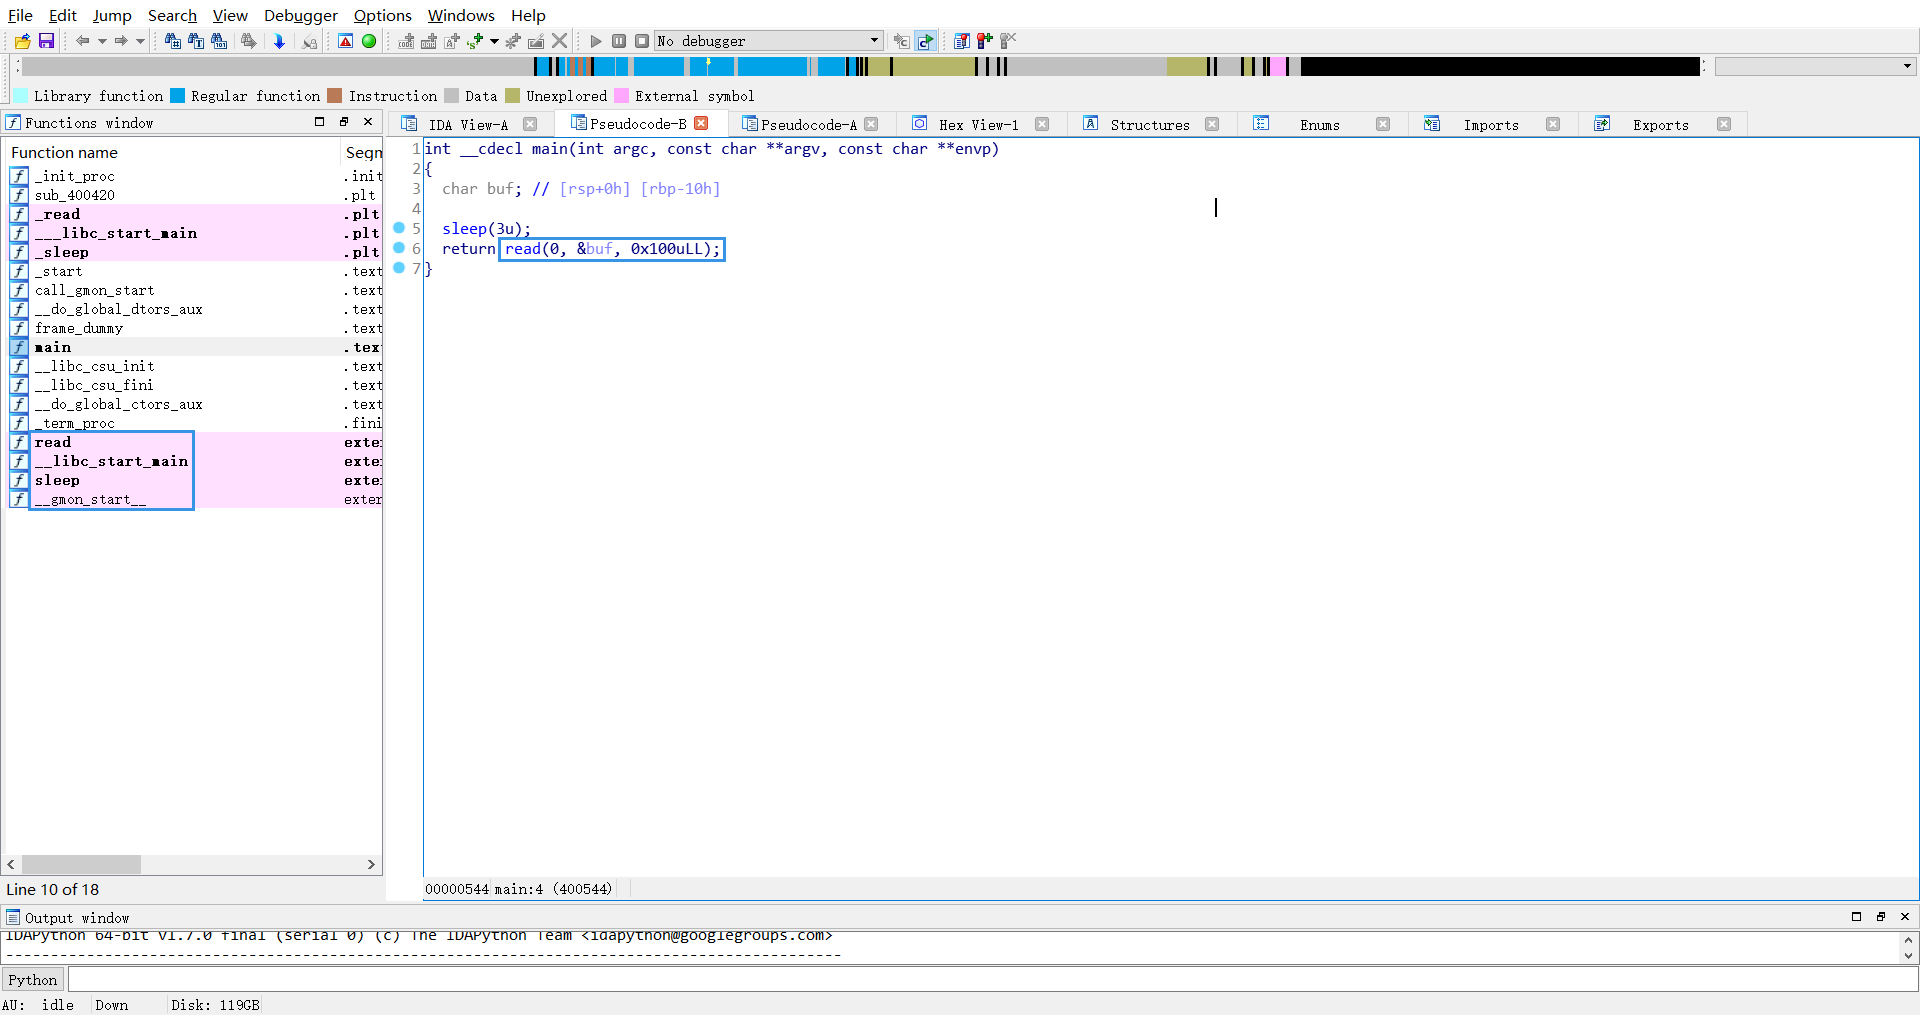 File Edit Jump Search View Debugger Options Windows Help
No debugger
Library function Regular function Instruction Data Unexplored External symbol
Functions window
IDA View-A Pseudocode-B Pseudocode-A Hex View-1 Structures Enums Imports Exports
Function name Segm
_init_proc .init
sub_400420 .plt
_read .plt
___libc_start_main .plt
_sleep .plt
_start .text
call_gmon_start .text
__do_global_dtors_aux .text
frame_dummy .text
main .text
__libc_csu_init .text
__libc_csu_fini .text
__do_global_ctors_aux .text
_term_proc .fini
read exter
__libc_start_main exter
sleep exter
__gmon_start__ exter
Line 10 of 18
1 int __cdecl main(int argc, const char **argv, const char **envp)
2 {
3 char buf; // [rsp+0h] [rbp-10h]
4
5 sleep(3u);
6 return read(0, &buf, 0x100uLL);
7 }
00000544 main:4 (400544)
Output window
IDAPython 64-bit v1.7.0 final (serial 0) (c) The IDAPython Team <idapython@googlegroups.com>
---------------------------------------------------------------------------------------------
Python
AU: idle Down Disk: 119GB